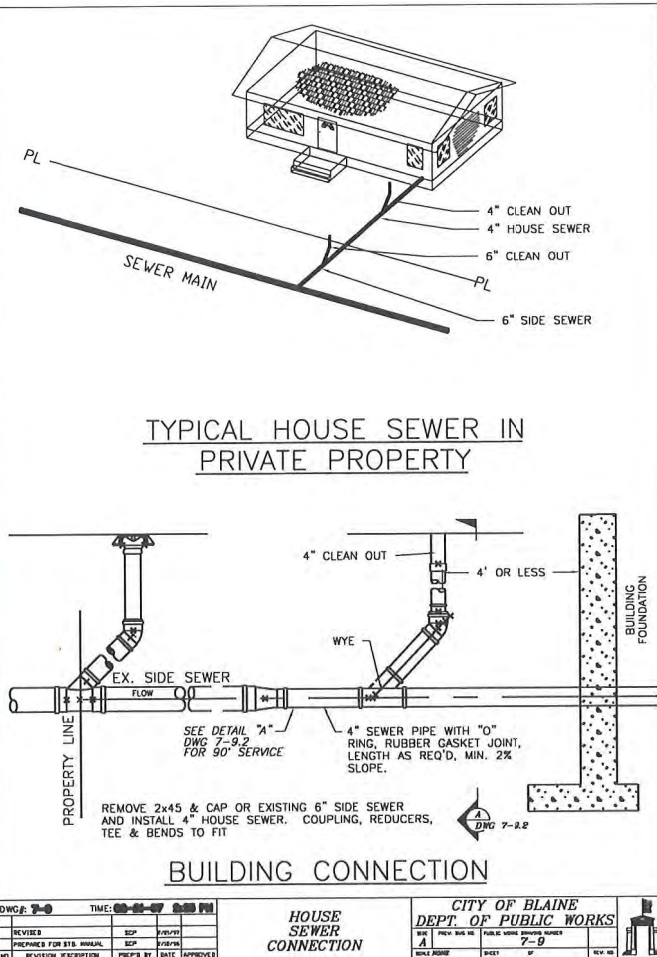 PL
4" CLEAN OUT
4" HOUSE SEWER
6" CLEAN OUT
SEWER MAIN
PL
6" SIDE SEWER
TYPICAL HOUSE SEWER IN
PRIVATE PROPERTY
4" CLEAN OUT
4' OR LESS
BUILDING
FOUNDATION
WYE
EX. SIDE SEWER
FLOW
PROPERTY LINE
SEE DETAIL "A"
DWG 7-9.2
FOR 90° SERVICE
4" SEWER PIPE WITH "O"
RING, RUBBER GASKET JOINT,
LENGTH AS REQ'D, MIN. 2%
SLOPE.
REMOVE 2x45 & CAP OR EXISTING 6" SIDE SEWER
AND INSTALL 4" HOUSE SEWER. COUPLING, REDUCERS,
TEE & BENDS TO FIT
A
DWG 7-9.2
BUILDING CONNECTION
DWG#: 7-9 TIME:
REVISED
PREPARED FOR STD. MANUAL
NO. REVISION DESCRIPTION PREP'D BY DATE APPROVED
HOUSE
SEWER
CONNECTION
CITY OF BLAINE
DEPT. OF PUBLIC WORKS
SIZE PREV. DWG NO. PUBLIC WORKS DRAWING NUMBER
A 7-9
SCALE NONE SHEET OF REV. NO.